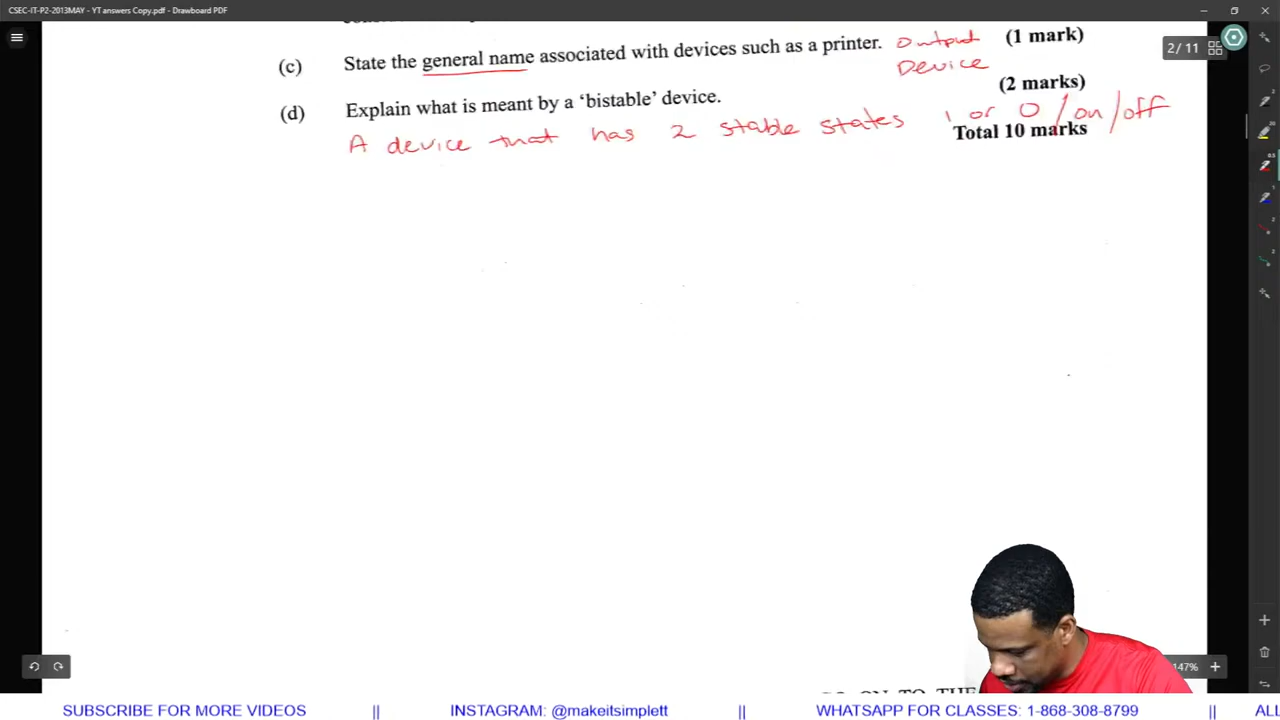 CSEC-IT-P2-2013MAY - YT answers Copy.pdf - Drawboard PDF
(c) State the general name associated with devices such as a printer. Output Device (1 mark)
2 / 11
(2 marks)
(d) Explain what is meant by a ‘bistable’ device.
A device that has 2 stable states 1 or 0 / on / off
Total 10 marks
147%
SUBSCRIBE FOR MORE VIDEOS || INSTAGRAM: @makeitsimplett || WHATSAPP FOR CLASSES: 1-868-308-8799 || ALL